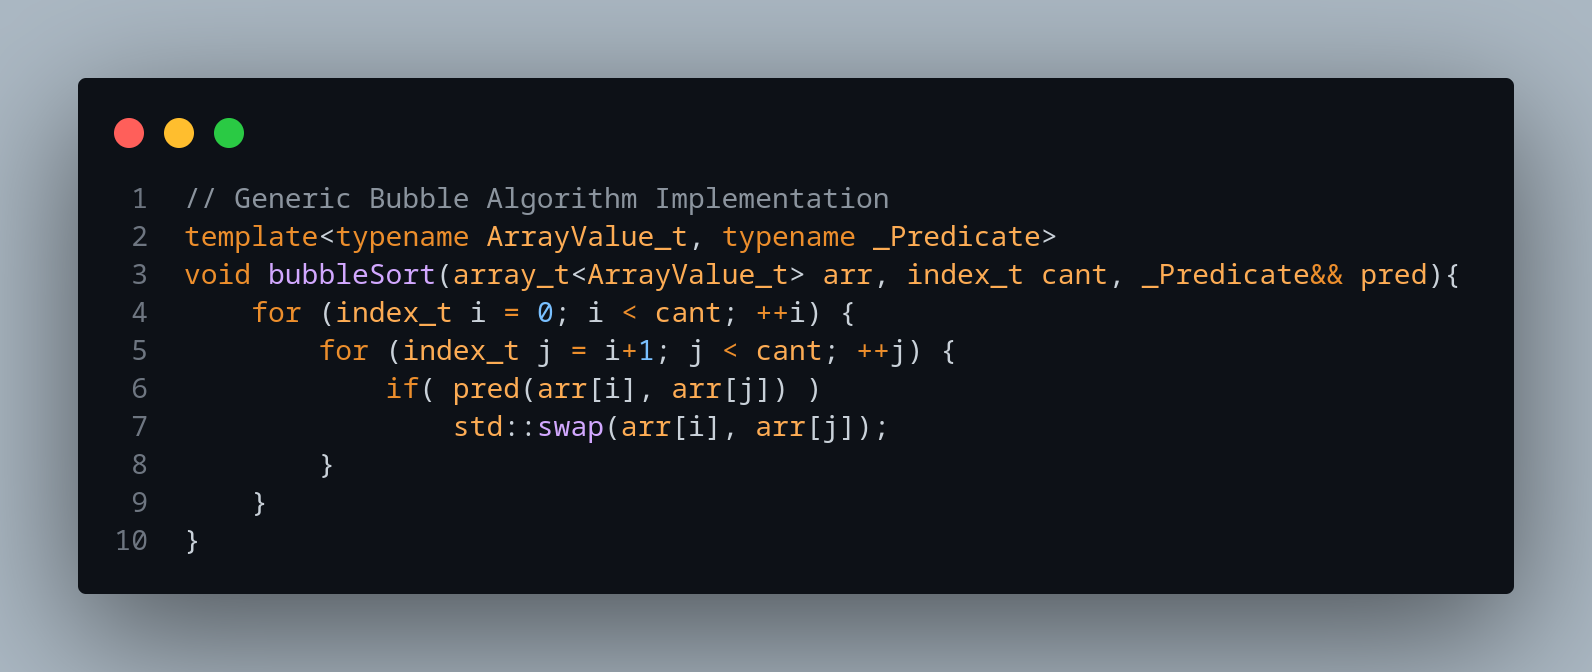 1 // Generic Bubble Algorithm Implementation
2 template<typename ArrayValue_t, typename _Predicate>
3 void bubbleSort(array_t<ArrayValue_t> arr, index_t cant, _Predicate&& pred){
4     for (index_t i = 0; i < cant; ++i) {
5         for (index_t j = i+1; j < cant; ++j) {
6             if( pred(arr[i], arr[j]) )
7                 std::swap(arr[i], arr[j]);
8         }
9     }
10 }